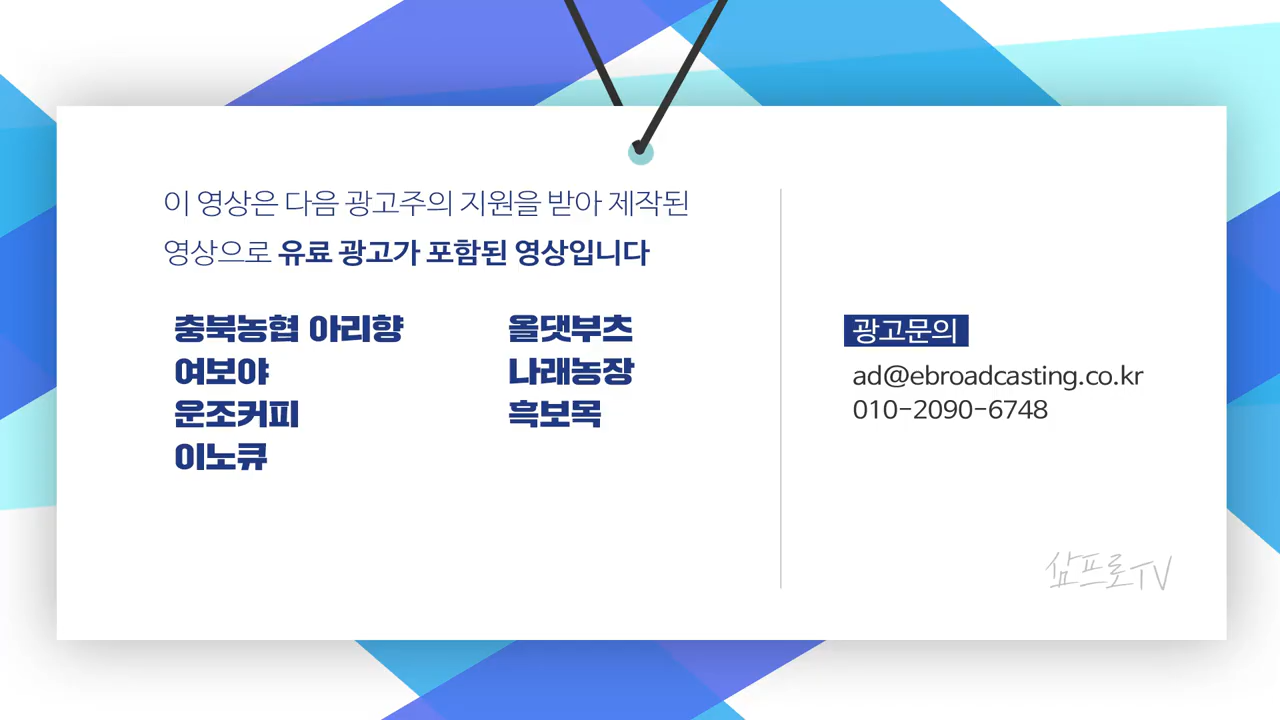 이 영상은 다음 광고주의 지원을 받아 제작된
영상으로 유료 광고가 포함된 영상입니다
충북농협 아리향
여보야
운조커피
이노큐
올댓부츠
나래농장
흑보목
광고문의
ad@ebroadcasting.co.kr
010-2090-6748
삼프로TV